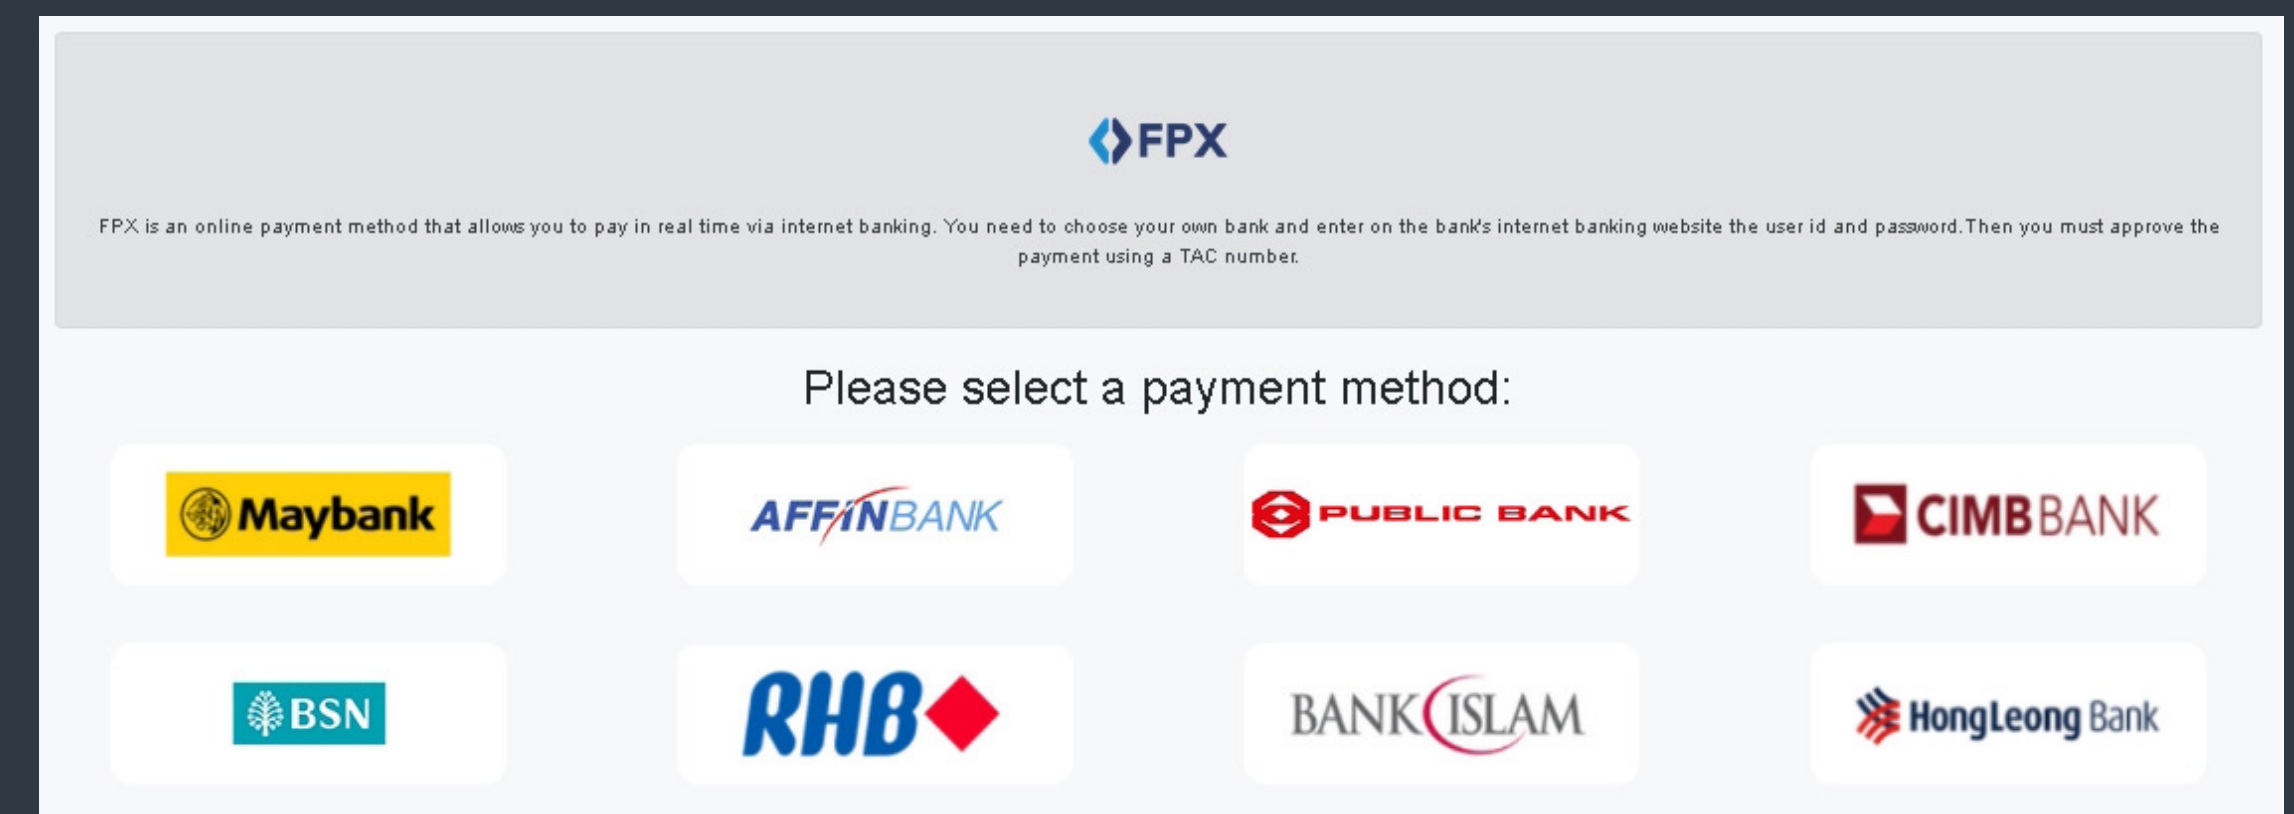 FPX
FPX is an online payment method that allows you to pay in real time via internet banking. You need to choose your own bank and enter on the bank's internet banking website the user id and password.Then you must approve the
payment using a TAC number.
Please select a payment method:
Maybank
AFFINBANK
PUBLIC BANK
CIMB BANK
BSN
RHB
BANK ISLAM
HongLeong Bank